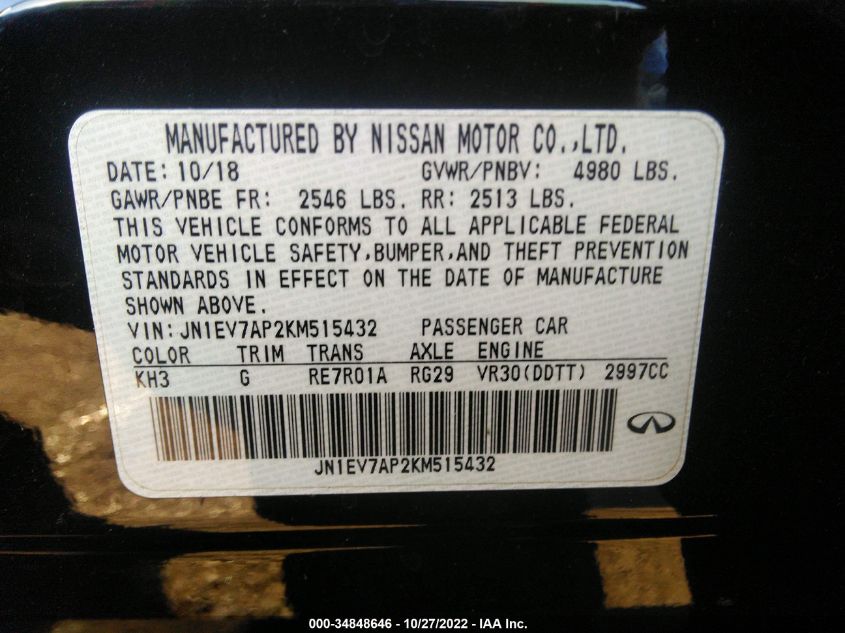 MANUFACTURED BY NISSAN MOTOR CO.,LTD.
DATE: 10/18 GVWR/PNBV: 4980 LBS.
GAWR/PNBE FR: 2546 LBS. RR: 2513 LBS.
THIS VEHICLE CONFORMS TO ALL APPLICABLE FEDERAL
MOTOR VEHICLE SAFETY,BUMPER,AND THEFT PREVENTION
STANDARDS IN EFFECT ON THE DATE OF MANUFACTURE
SHOWN ABOVE.
VIN: JN1EV7AP2KM515432 PASSENGER CAR
COLOR TRIM TRANS AXLE ENGINE
KH3 G RE7R01A RG29 VR30(DDTT) 2997CC
JN1EV7AP2KM515432
000-34848646 - 10/27/2022 - IAA Inc.